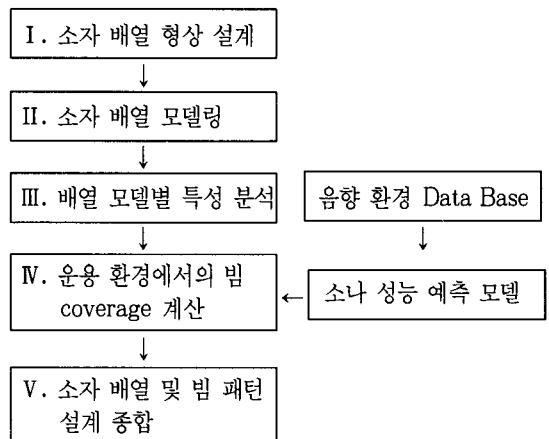 Ⅰ. 소자 배열 형상 설계
Ⅱ. 소자 배열 모델링
Ⅲ. 배열 모델별 특성 분석
음향 환경 Data Base
Ⅳ. 운용 환경에서의 빔
coverage 계산
소나 성능 예측 모델
Ⅴ. 소자 배열 및 빔 패턴
설계 종합